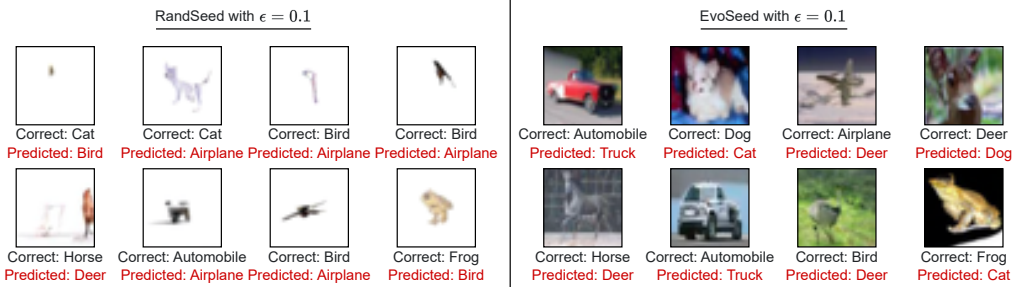 RandSeed with ϵ = 0.1
Correct: Cat
Predicted: Bird
Correct: Cat
Predicted: Airplane
Correct: Bird
Predicted: Airplane
Correct: Bird
Predicted: Airplane
Correct: Horse
Predicted: Deer
Correct: Automobile
Predicted: Airplane
Correct: Bird
Predicted: Airplane
Correct: Frog
Predicted: Bird
EvoSeed with ϵ = 0.1
Correct: Automobile
Predicted: Truck
Correct: Dog
Predicted: Cat
Correct: Airplane
Predicted: Deer
Correct: Deer
Predicted: Dog
Correct: Horse
Predicted: Deer
Correct: Automobile
Predicted: Truck
Correct: Bird
Predicted: Deer
Correct: Frog
Predicted: Cat